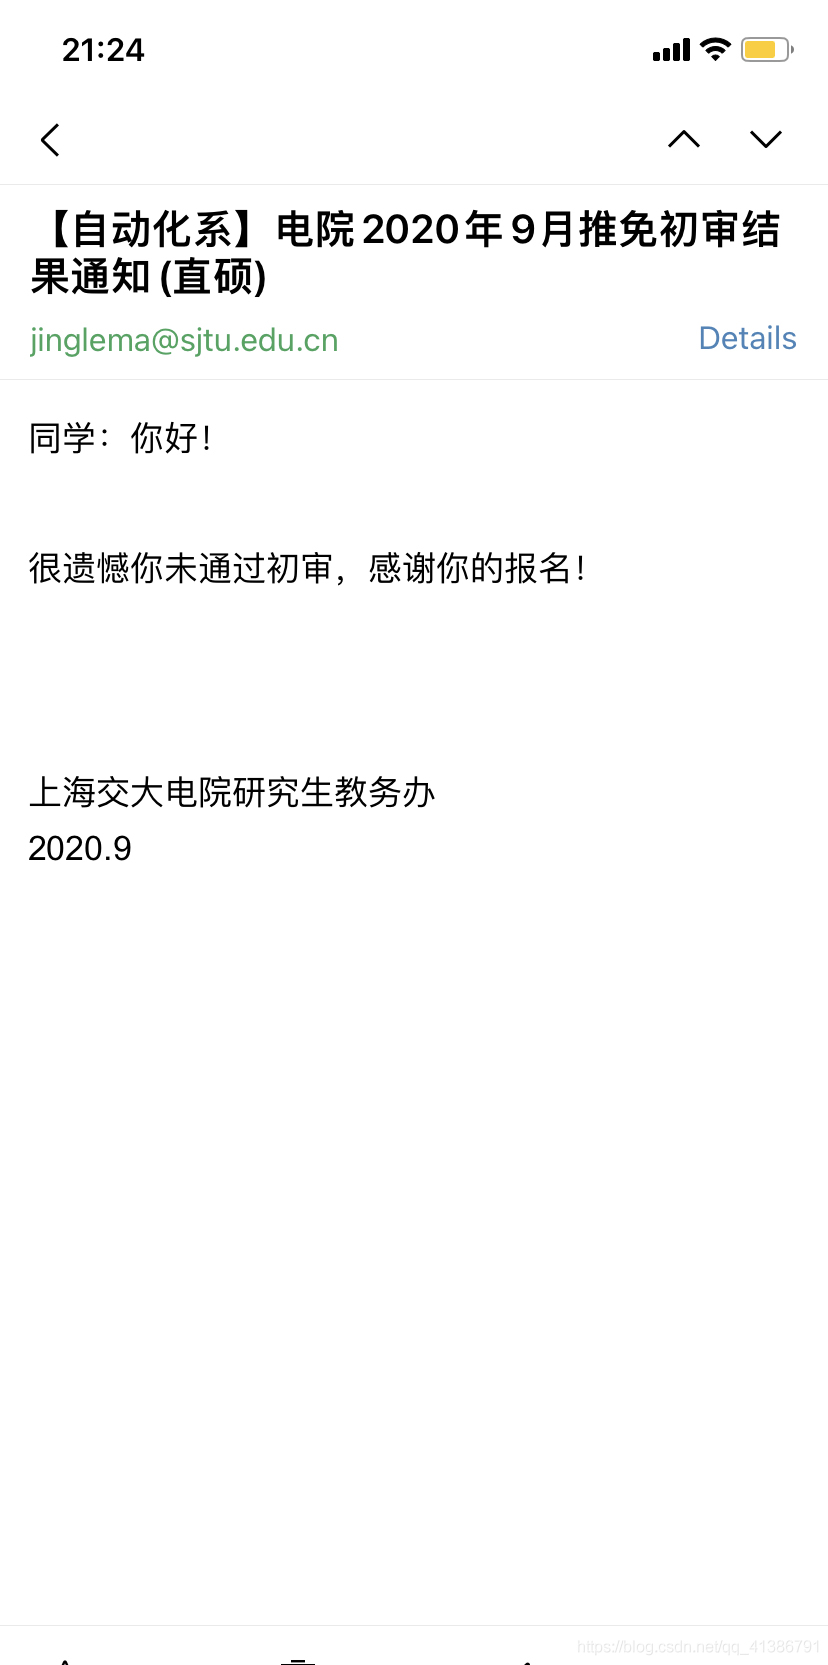 21:24
【自动化系】电院2020年9月推免初审结
果通知(直硕)
jinglema@sjtu.edu.cn
Details
同学：你好！
很遗憾你未通过初审，感谢你的报名！
上海交大电院研究生教务办
2020.9
https://blog.csdn.net/qq_41386791